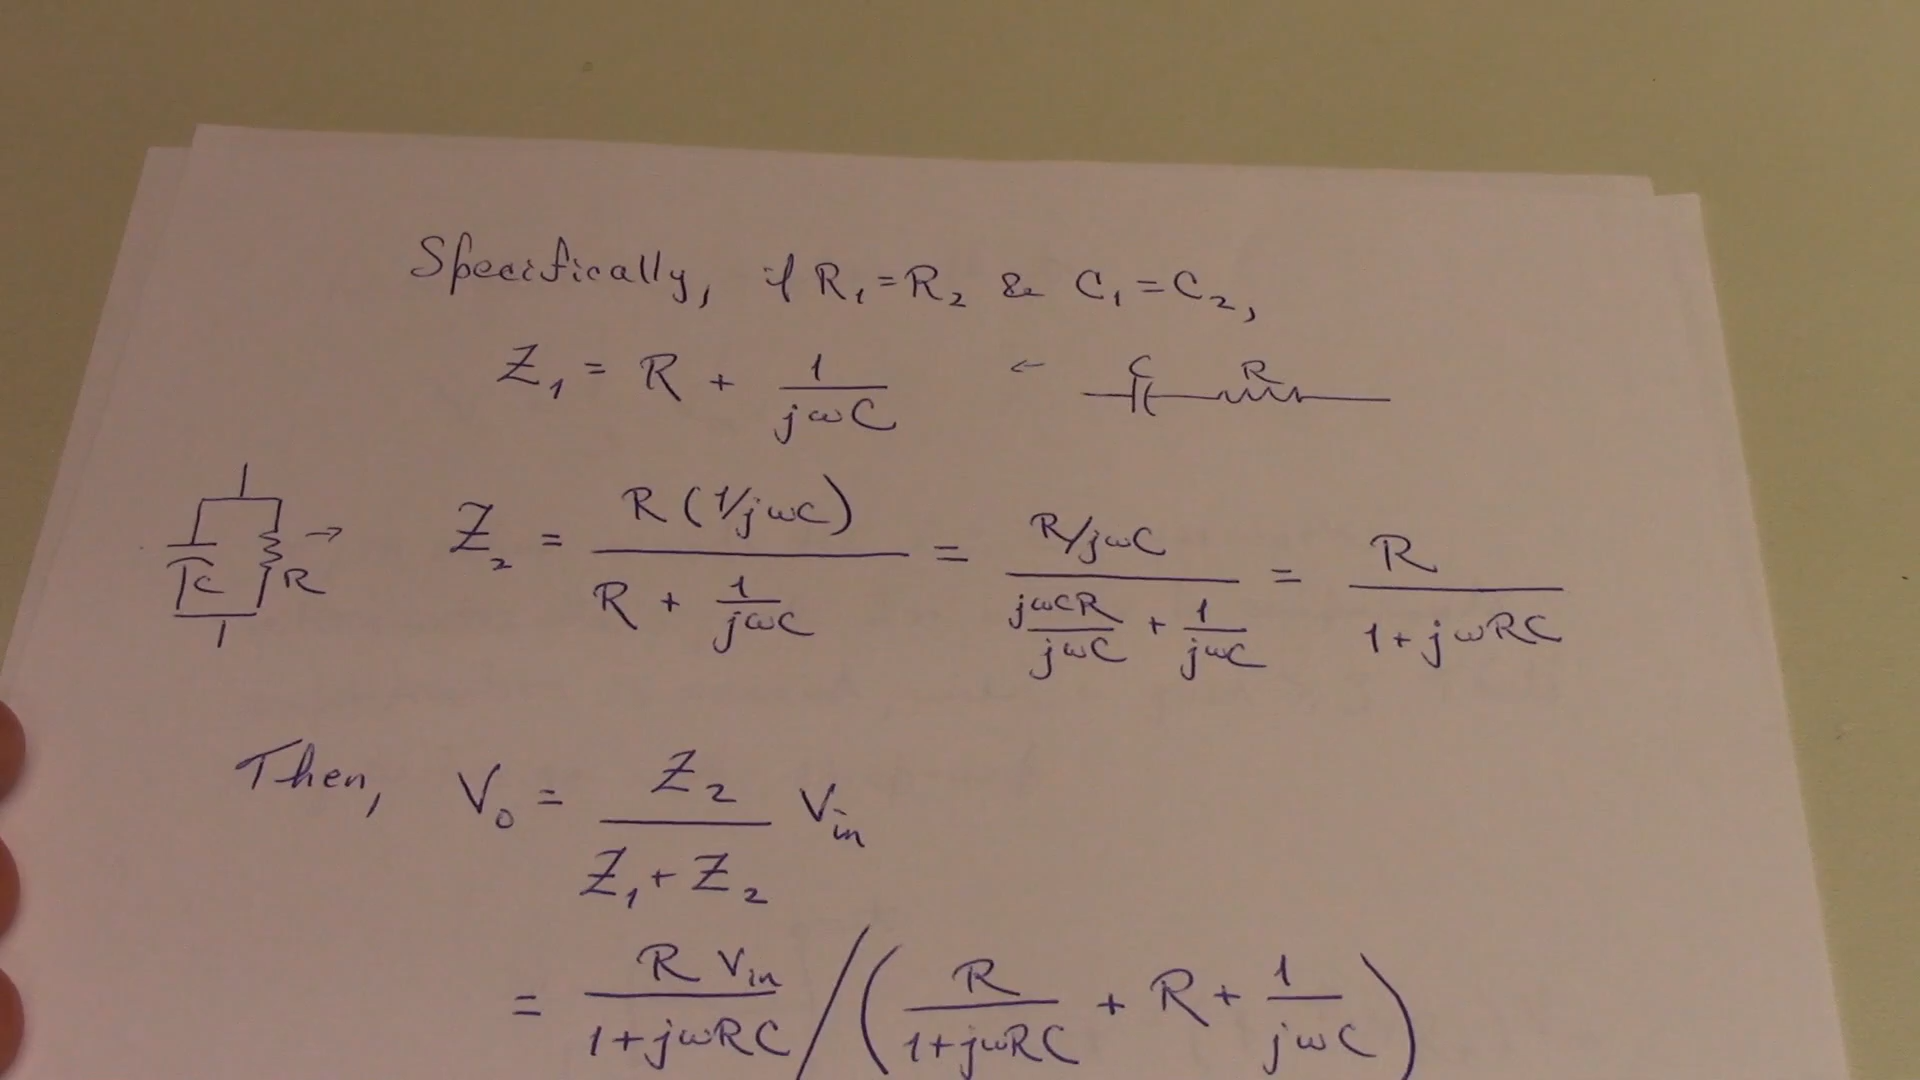 Specifically, if R₁ = R₂ & C₁ = C₂,
Z₁ = R + 1/jωC ← C R
C R → Z₂ = R(1/jωC) / (R + 1/jωC) = (R/jωC) / (jωCR/jωC + 1/jωC) = R / (1+jωRC)
Then, V₀ = Z₂ / (Z₁ + Z₂) Vin
= R Vin / (1+jωRC) / ( R / (1+jωRC) + R + 1/jωC )